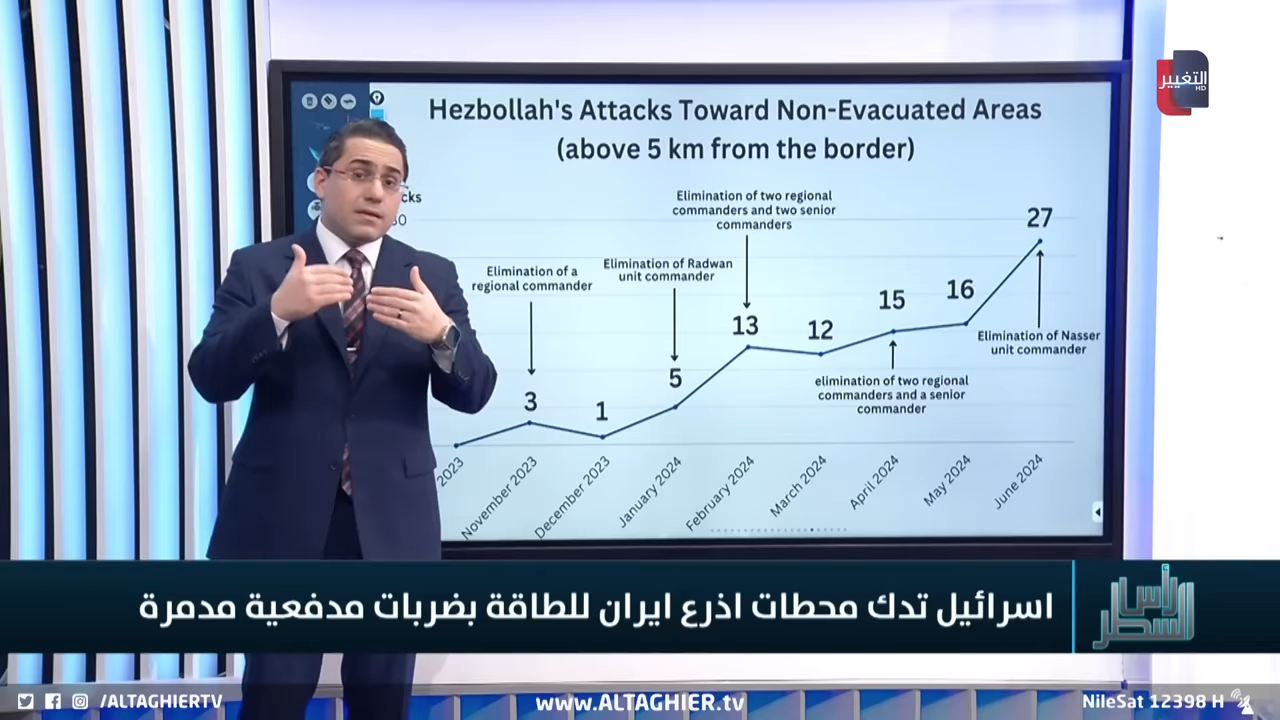 التغيير
HD
Hezbollah's Attacks Toward Non-Evacuated Areas
(above 5 km from the border)
Elimination of two regional
commanders and two senior
commanders
27
Elimination of a
regional commander
Elimination of Radwan
unit commander
3
1
5
13
12
15
16
Elimination of Nasser
unit commander
elimination of two regional
commanders and a senior
commander
2023
November 2023
December 2023
January 2024
February 2024
March 2024
April 2024
May 2024
June 2024
رأس
السطر
اسرائيل تدك محطات اذرع ايران للطاقة بضربات مدفعية مدمرة
/ALTAGHIERTV
www.ALTAGHIER.tv
NileSat 12398 H